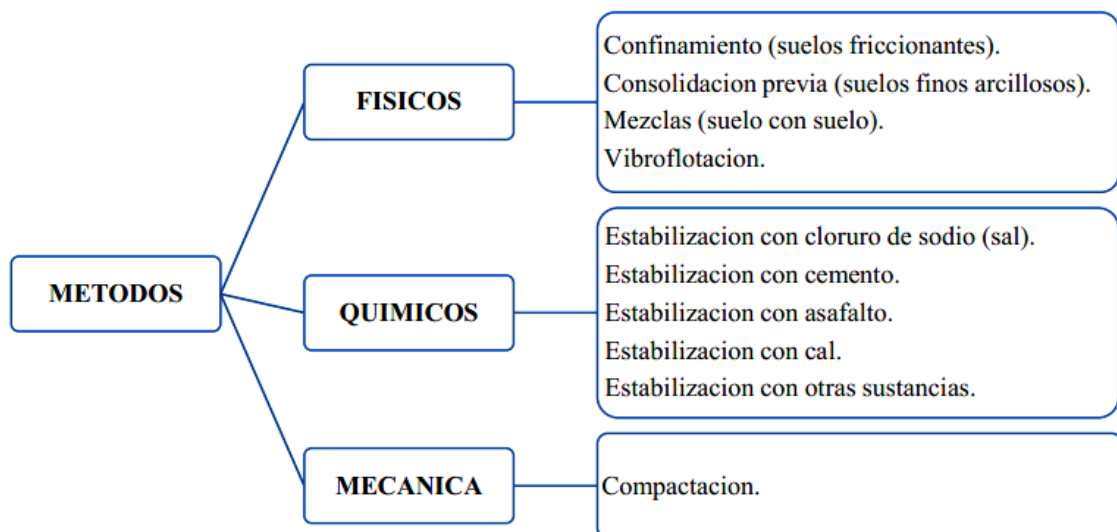 METODOS
FISICOS
Confinamiento (suelos friccionantes).
Consolidacion previa (suelos finos arcillosos).
Mezclas (suelo con suelo).
Vibroflotacion.
QUIMICOS
Estabilizacion con cloruro de sodio (sal).
Estabilizacion con cemento.
Estabilizacion con asafalto.
Estabilizacion con cal.
Estabilizacion con otras sustancias.
MECANICA
Compactacion.